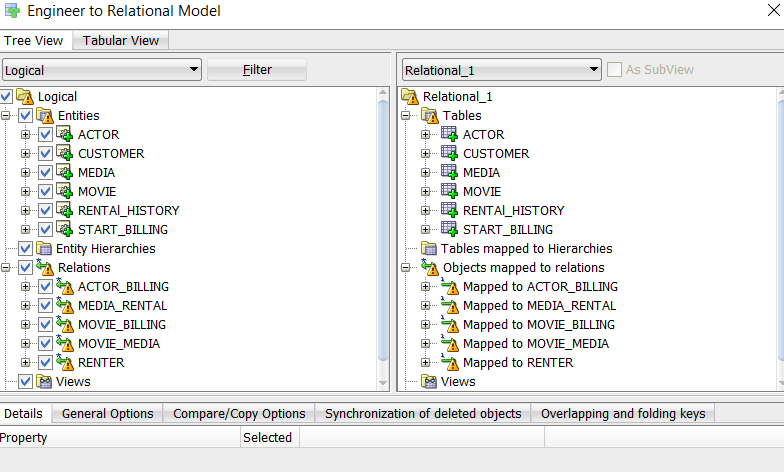 Engineer to Relational Model
Tree View Tabular View
Logical Filter Relational_1 As SubView
Logical
Entities
ACTOR
CUSTOMER
MEDIA
MOVIE
RENTAl_HISTORY
START_BILLING
Entity Hierarchies
Relations
ACTOR_BILLING
MEDIA_RENTAL
MOVIE_BILLING
MOVIE_MEDIA
RENTER
Views
Relational_1
Tables
ACTOR
CUSTOMER
MEDIA
MOVIE
RENTAl_HISTORY
START_BILLING
Tables mapped to Hierarchies
Objects mapped to relations
Mapped to ACTOR_BILLING
Mapped to MEDIA_RENTAL
Mapped to MOVIE_BILLING
Mapped to MOVIE_MEDIA
Mapped to RENTER
Views
Details General Options Compare/Copy Options Synchronization of deleted objects Overlapping and folding keys
Property Selected